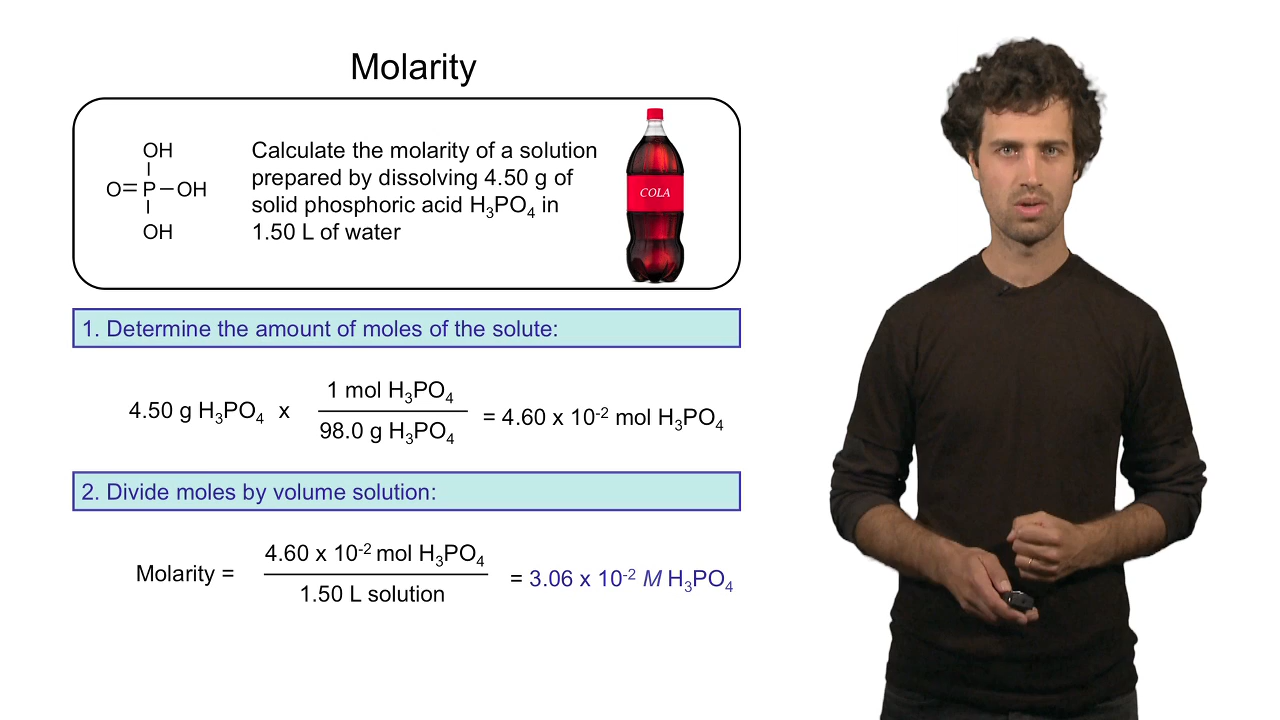 Molarity
OH
O=P–OH
OH
Calculate the molarity of a solution
prepared by dissolving 4.50 g of
solid phosphoric acid H₃PO₄ in
1.50 L of water
COLA
1. Determine the amount of moles of the solute:
1 mol H₃PO₄
4.50 g H₃PO₄ x
98.0 g H₃PO₄
= 4.60 x 10⁻² mol H₃PO₄
2. Divide moles by volume solution:
4.60 x 10⁻² mol H₃PO₄
Molarity =
1.50 L solution
= 3.06 x 10⁻² M H₃PO₄